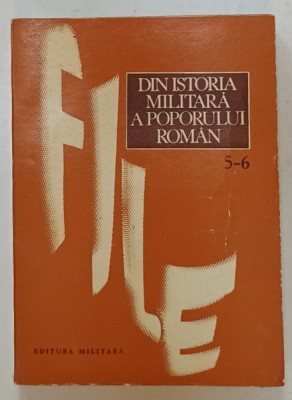 FILE
DIN ISTORIA
MILITARĂ
A POPORULUI
ROMÂN
5-6
EDITURA MILITARĂ